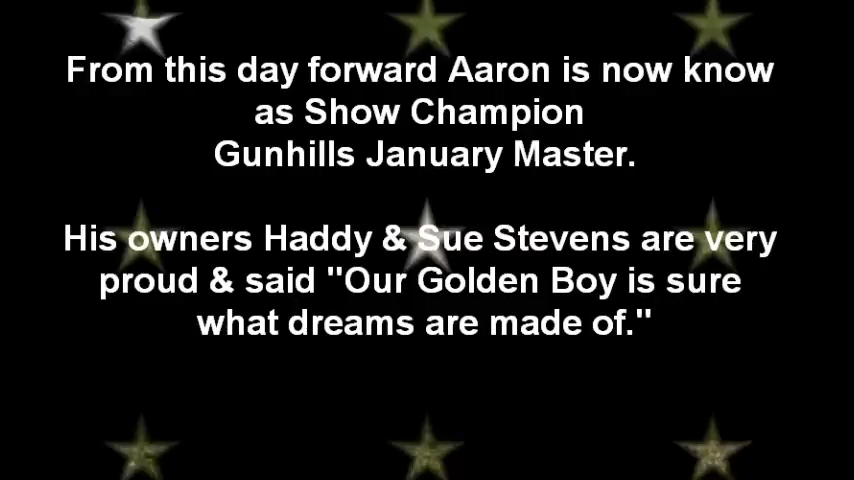 From this day forward Aaron is now know
as Show Champion
Gunhills January Master.
His owners Haddy & Sue Stevens are very
proud & said "Our Golden Boy is sure
what dreams are made of."